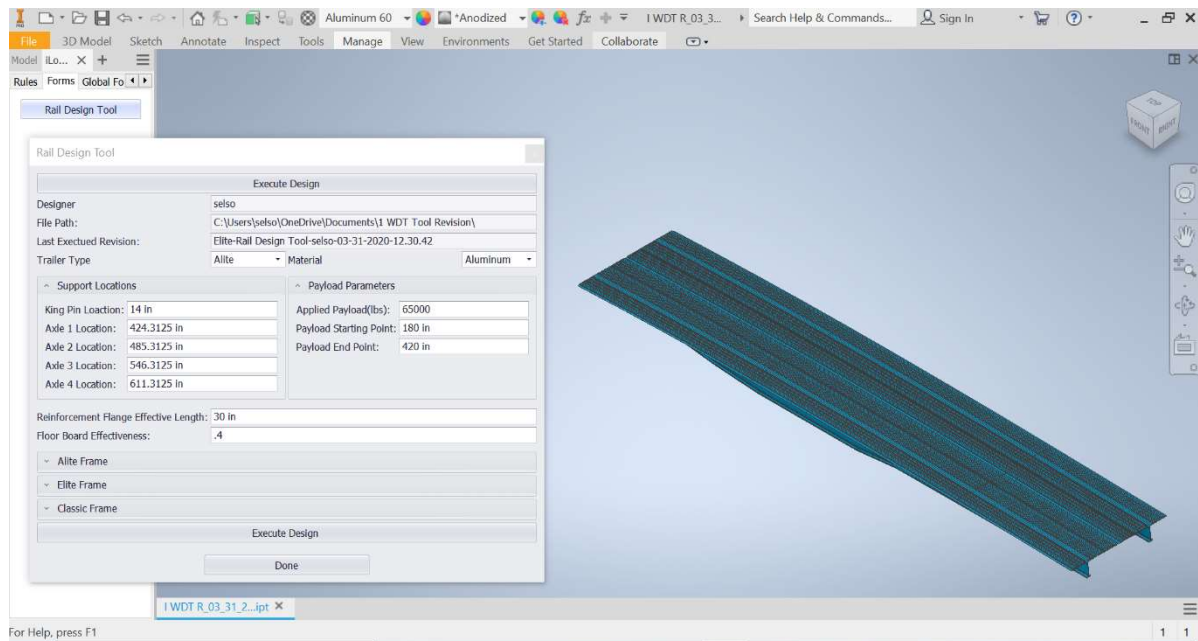 Aluminum 60 *Anodized fx I WDT R_03_3... Search Help & Commands... Sign In
File 3D Model Sketch Annotate Inspect Tools Manage View Environments Get Started Collaborate
Model iLo... X +
Rules Forms Global Fo
Rail Design Tool
Rail Design Tool
Execute Design
Designer selso
File Path: C:\Users\selso\OneDrive\Documents\1 WDT Tool Revision\
Last Exectued Revision: Elite-Rail Design Tool-selso-03-31-2020-12.30.42
Trailer Type Alite Material Aluminum
Support Locations Payload Parameters
King Pin Loaction: 14 in Applied Payload(lbs): 65000
Axle 1 Location: 424.3125 in Payload Starting Point: 180 in
Axle 2 Location: 485.3125 in Payload End Point: 420 in
Axle 3 Location: 546.3125 in
Axle 4 Location: 611.3125 in
Reinforcement Flange Effective Length: 30 in
Floor Board Effectiveness: .4
Alite Frame
Elite Frame
Classic Frame
Execute Design
Done
TOP
FRONT RIGHT
I WDT R_03_31_2...ipt X
For Help, press F1 1 1